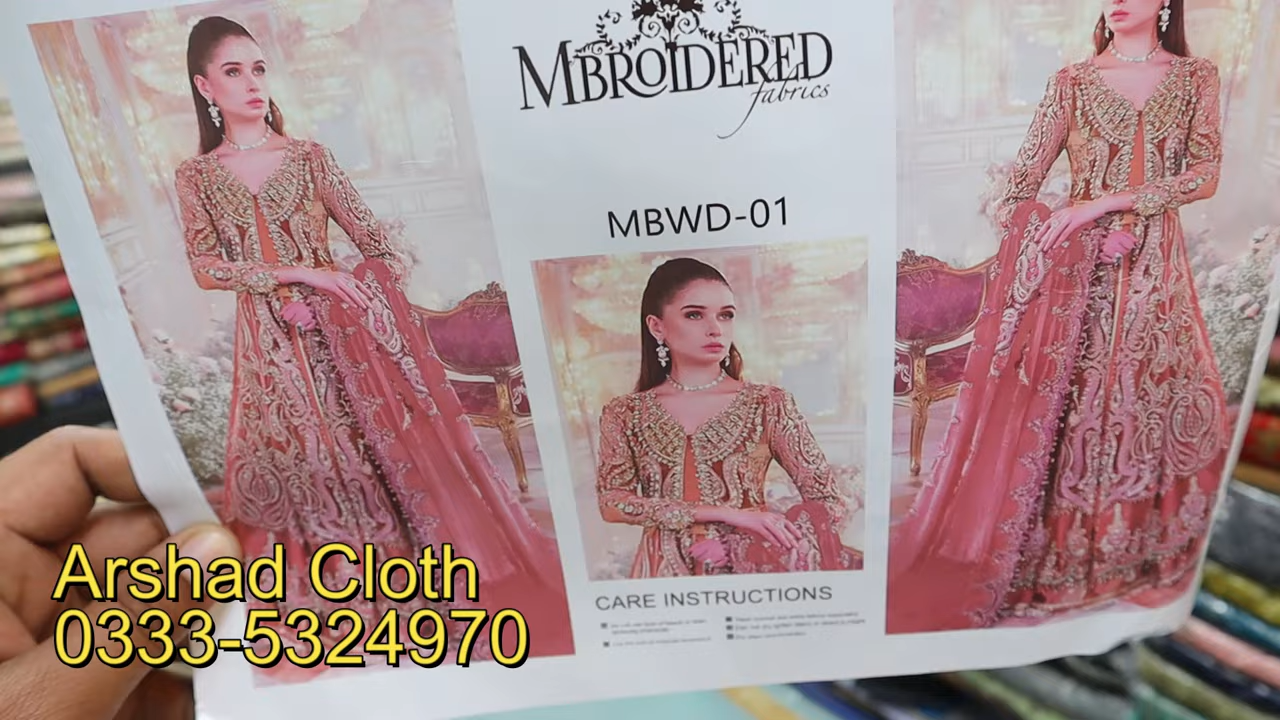 MBROIDERED
fabrics
MBWD-01
CARE INSTRUCTIONS
Arshad Cloth
0333-5324970